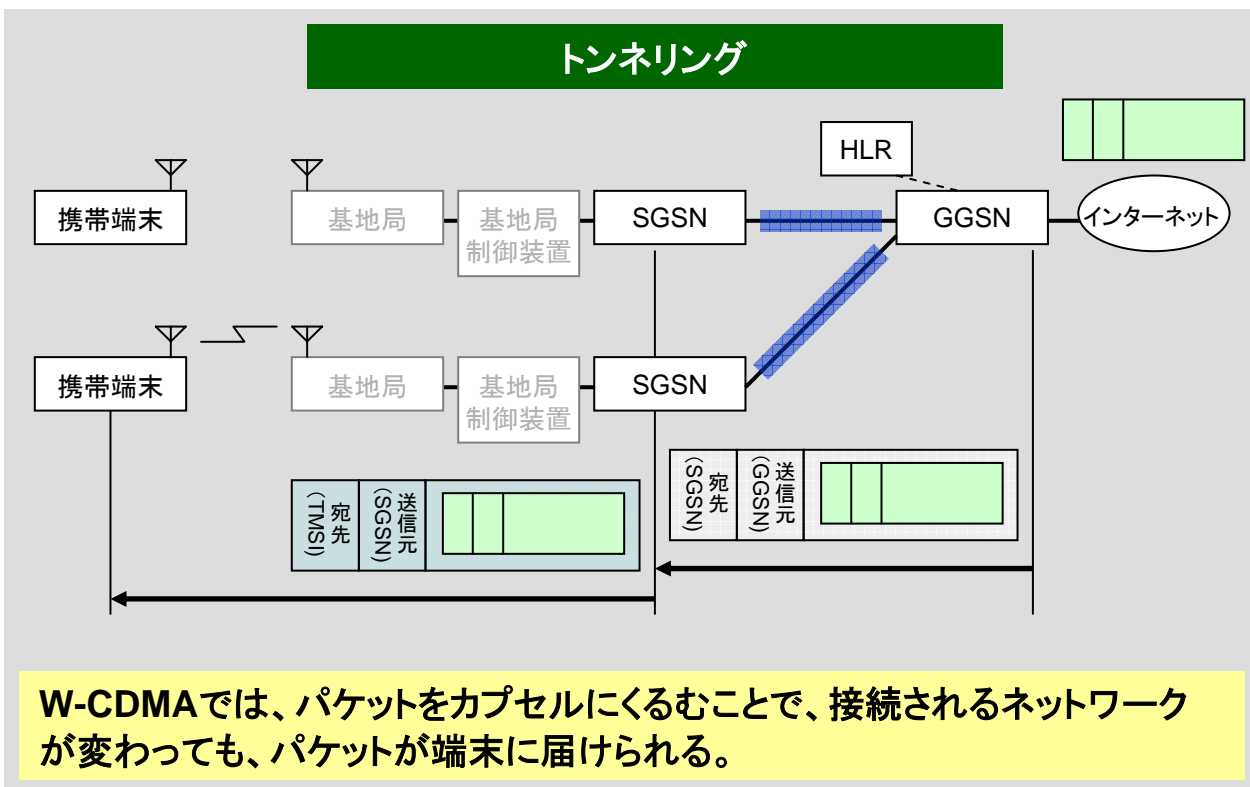 トンネリング
HLR
携帯端末
基地局
基地局
制御装置
SGSN
GGSN
インターネット
携帯端末
基地局
基地局
制御装置
SGSN
宛先
(SGSN)
送信元
(GGSN)
宛先
(TMSI)
送信元
(SGSN)
W-CDMAでは、パケットをカプセルにくるむことで、接続されるネットワーク
が変わっても、パケットが端末に届けられる。